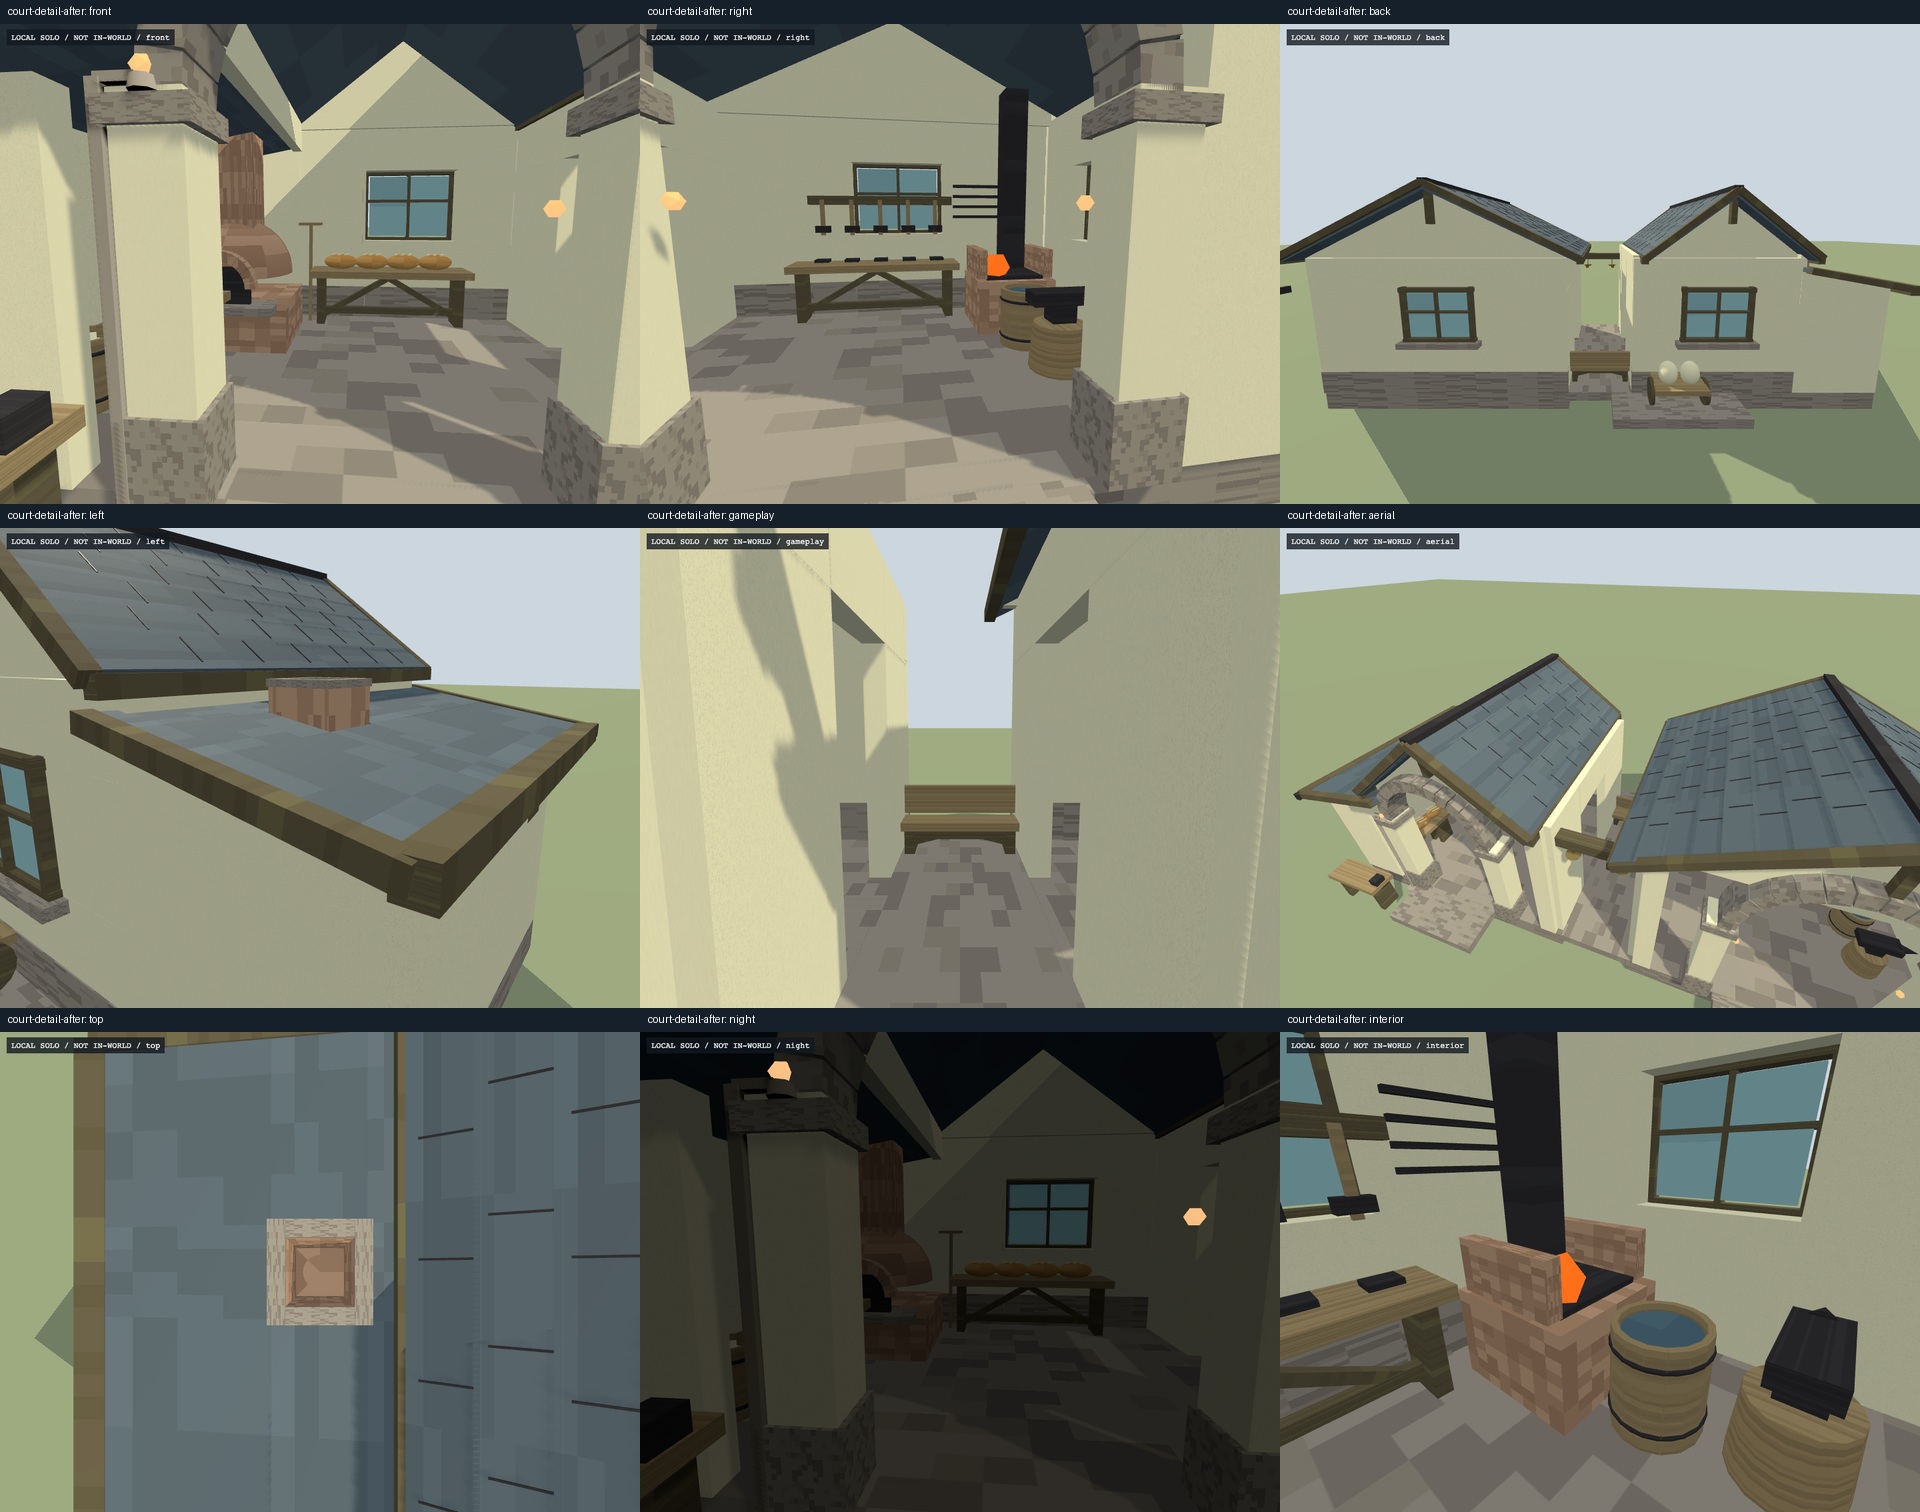 court-detail-after: front
court-detail-after: right
court-detail-after: back
LOCAL SOLO / NOT IN-WORLD / front
LOCAL SOLO / NOT IN-WORLD / right
LOCAL SOLO / NOT IN-WORLD / back
court-detail-after: left
court-detail-after: gameplay
court-detail-after: aerial
LOCAL SOLO / NOT IN-WORLD / left
LOCAL SOLO / NOT IN-WORLD / gameplay
LOCAL SOLO / NOT IN-WORLD / aerial
court-detail-after: top
court-detail-after: night
court-detail-after: interior
LOCAL SOLO / NOT IN-WORLD / top
LOCAL SOLO / NOT IN-WORLD / night
LOCAL SOLO / NOT IN-WORLD / interior